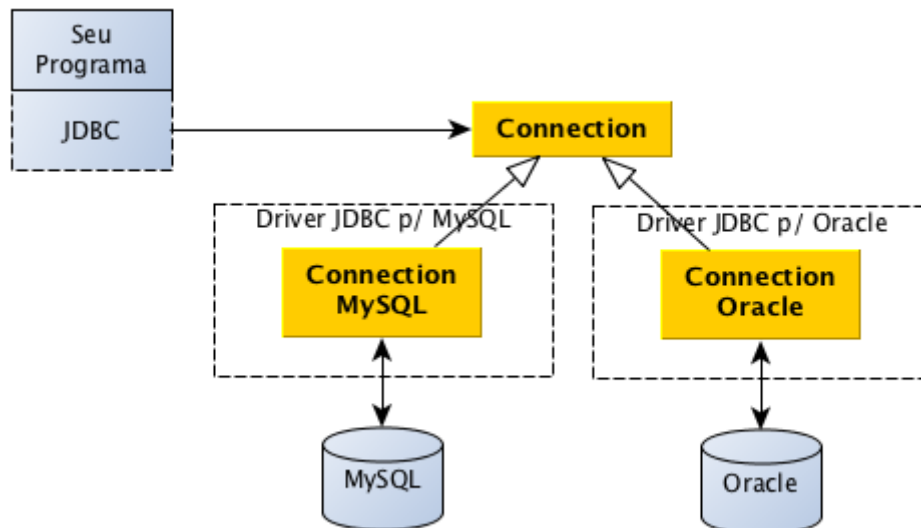 Seu
Programa
JDBC
Connection
Driver JDBC p/ MySQL
Driver JDBC p/ Oracle
Connection
MySQL
Connection
Oracle
MySQL
Oracle